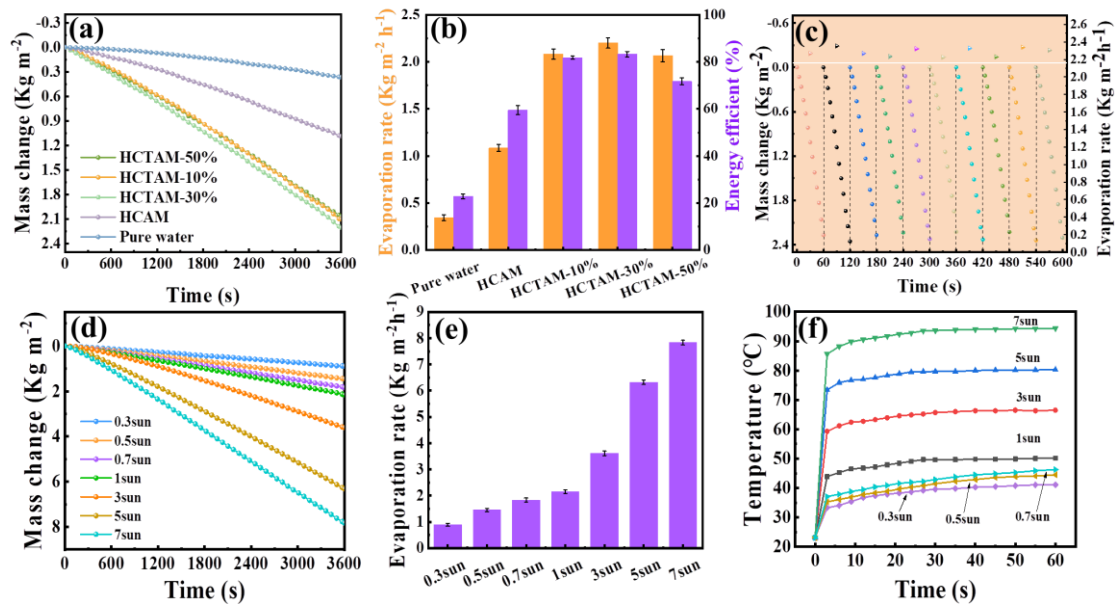 (a)
-0.3
0.0
0.3
0.6
0.9
1.2
1.5
1.8
2.1
2.4
Mass change (Kg m-2)
HCTAM-50%
HCTAM-10%
HCTAM-30%
HCAM
Pure water
0 1200 2400 3600
Time (s)
(b)
2.5
2.0
1.5
1.0
0.5
0.0
Evaporation rate (Kg m-2 h-1)
100
80
60
40
20
0
Energy efficient (%)
Pure water
HCAM
HCTAM-10%
HCTAM-30%
HCTAM-50%
(c)
-0.6
0.0
0.6
1.2
1.8
2.4
Mass change (Kg m-2)
2.6
2.4
2.2
2.0
1.8
1.6
1.4
1.2
1.0
0.8
0.6
0.4
0.2
0.0
Evaporation rate (Kg m-2h-1)
0 60 120 180 240 300 360 420 480 540 600
Time (s)
(d)
0
2
4
6
8
Mass change (Kg m-2)
0.3sun
0.5sun
0.7sun
1sun
3sun
5sun
7sun
0 600 1200 1800 2400 3000 3600
Time (s)
(e)
9
8
7
6
5
4
3
2
1
0
Evaporation rate (Kg m-2h-1)
0.3sun
0.5sun
0.7sun
1sun
3sun
5sun
7sun
(f)
100
90
80
70
60
50
40
30
20
Temperature (°C)
7sun
5sun
3sun
1sun
0.3sun
0.5sun
0.7sun
0 10 20 30 40 50 60
Time (s)